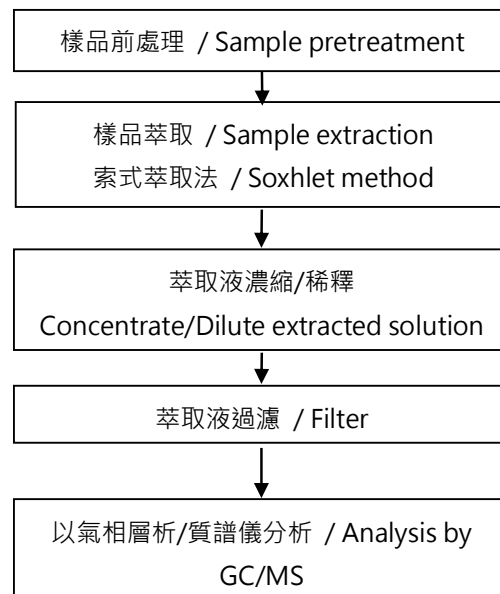 樣品前處理 / Sample pretreatment
樣品萃取 / Sample extraction
索式萃取法 / Soxhlet method
萃取液濃縮/稀釋
Concentrate/Dilute extracted solution
萃取液過濾 / Filter
以氣相層析/質譜儀分析 / Analysis by
GC/MS